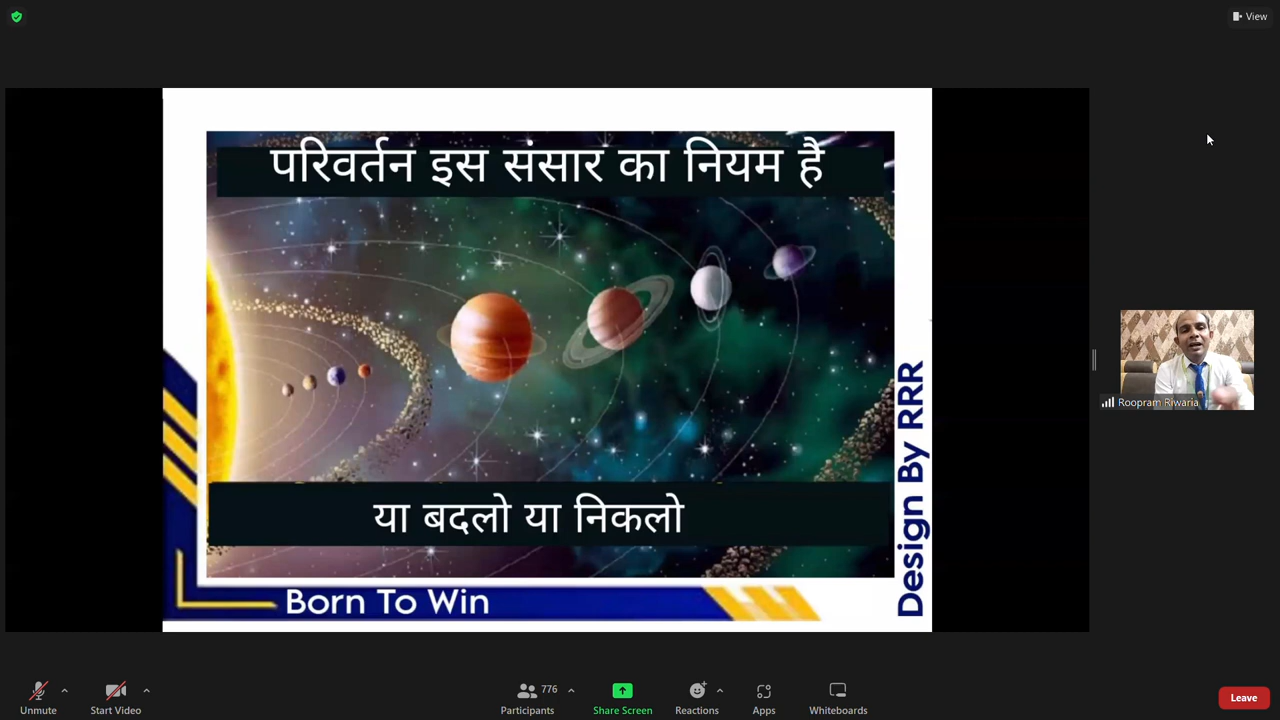 View
परिवर्तन इस संसार का नियम है
या बदलो या निकलो
Born To Win
Design By RRR
Roopram Riwaria
Unmute
Start Video
776
Participants
Share Screen
Reactions
Apps
Whiteboards
Leave